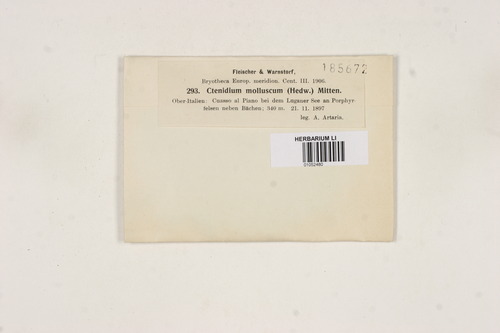 Fleischer & Warnstorf,
185672
Bryotheca Europ. meridion. Cent. III. 1906.
293. Ctenidium molluscum (Hedw.) Mitten.
Ober-Italien. Cuasso al Piano bei dem Luganer See an Porphyr-
felsen neben Bächen; 340 m. 21. 11. 1897
leg. A. Artaria.
HERBARIUM LI
01052480